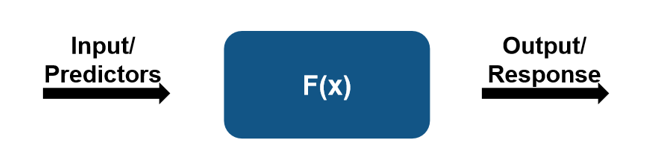 Input/
Predictors
F(x)
Output/
Response